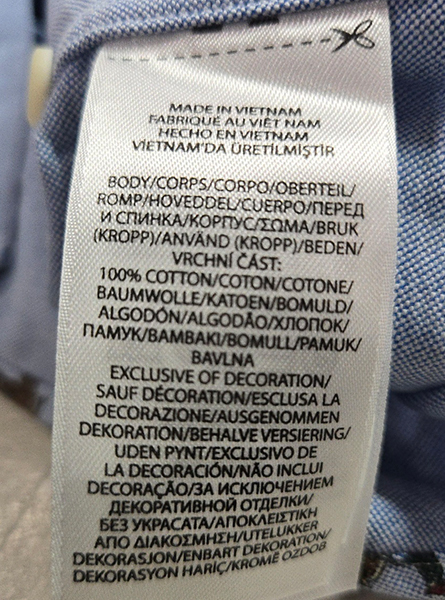 MADE IN VIETNAM
FABRIQUÉ AU VIÊT NAM
HECHO EN VIETNAM
VIETNAM'DA ÜRETİLMİŞTİR
BODY/CORPS/CORPO/OBERTEIL/
ROMP/HOVEDDEL/CUERPO/ПЕРЕД
И СПИНКА/КОРПУС/ΣΩΜΑ/BRUK
(KROPP)/ANVÄND (KROPP)/BEDEN/
VRCHNÍ ČÁST:
100% COTTON/COTON/COTONE/
BAUMWOLLE/KATOEN/BOMULD/
ALGODÓN/ALGODÃO/ХЛОПОК/
ПАМУК/BAMBAKI/BOMULL/PAMUK/
BAVLNA
EXCLUSIVE OF DECORATION/
SAUF DÉCORATION/ESCLUSA LA
DECORAZIONE/AUSGENOMMEN
DEKORATION/BEHALVE VERSIERING/
UDEN PYNT/EXCLUSIVO DE
LA DECORACIÓN/NÃO INCLUI
DECORAÇÃO/ЗА ИСКЛЮЧЕНИЕМ
ДЕКОРАТИВНОЙ ОТДЕЛКИ/
БЕЗ УКРАСАТА/ΑΠΟΚΛΕΙΣΤΙΚΗ
ΑΠΟ ΔΙΑΚΟΣΜΗΣΗ/UTELUKKER
DEKORASJON/ENBART DEKORATION/
DEKORASYON HARİÇ/KROMĚ OZDOB